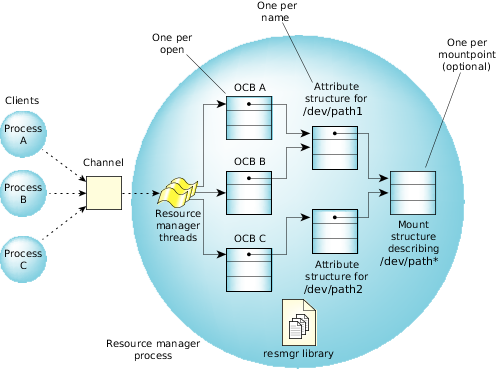 One per
name
One per
open
One per
mountpoint
(optional)
Clients
Process
A
Process
B
Process
C
Channel
Resource
manager
threads
OCB A
OCB B
OCB C
Attribute
structure for
/dev/path1
Attribute
structure for
/dev/path2
Mount
structure
describing
/dev/path*
Resource manager
process
resmgr library